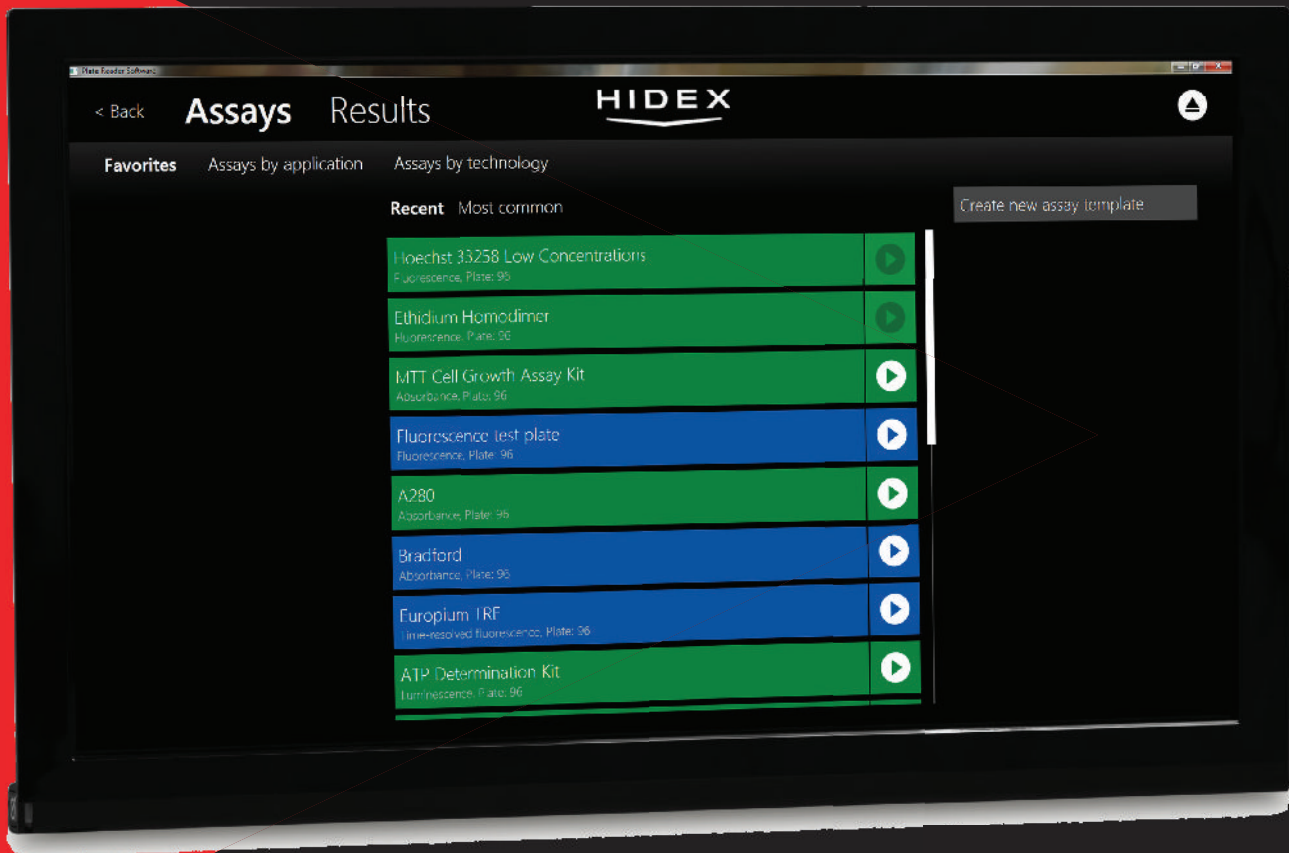 Plate Reader Software
< Back Assays Results HIDEX
Favorites Assays by application Assays by technology
Recent Most common
Create new assay template
Hoechst 33258 Low Concentrations
Fluorescence, Plate: 96
Ethidium Homodimer
Fluorescence, Plate: 96
MTT Cell Growth Assay Kit
Absorbance, Plate: 96
Fluorescence test plate
Fluorescence, Plate: 96
A280
Absorbance, Plate: 96
Bradford
Absorbance, Plate: 96
Europium TRF
Time-resolved fluorescence, Plate: 96
ATP Determination Kit
Luminescence, Plate: 96